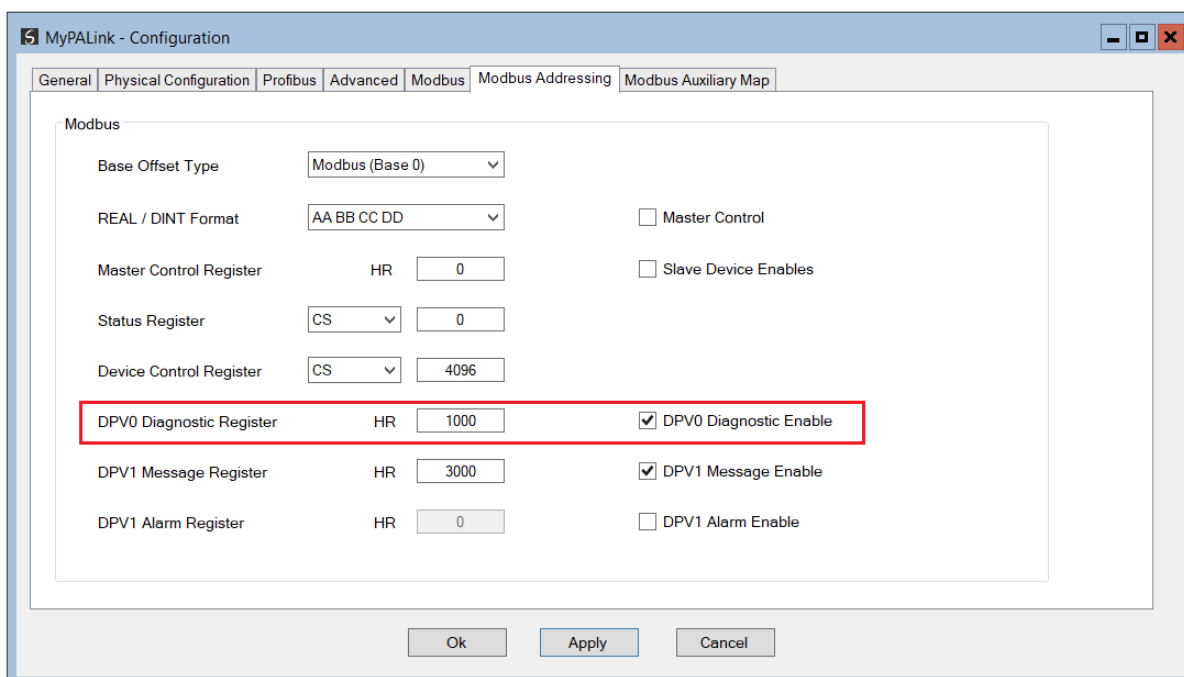 MyPALink - Configuration
General Physical Configuration Profibus Advanced Modbus Modbus Addressing Modbus Auxiliary Map
Modbus
Base Offset Type Modbus (Base 0)
REAL / DINT Format AA BB CC DD Master Control
Master Control Register HR 0 Slave Device Enables
Status Register CS 0
Device Control Register CS 4096
DPV0 Diagnostic Register HR 1000 DPV0 Diagnostic Enable
DPV1 Message Register HR 3000 DPV1 Message Enable
DPV1 Alarm Register HR 0 DPV1 Alarm Enable
Ok Apply Cancel